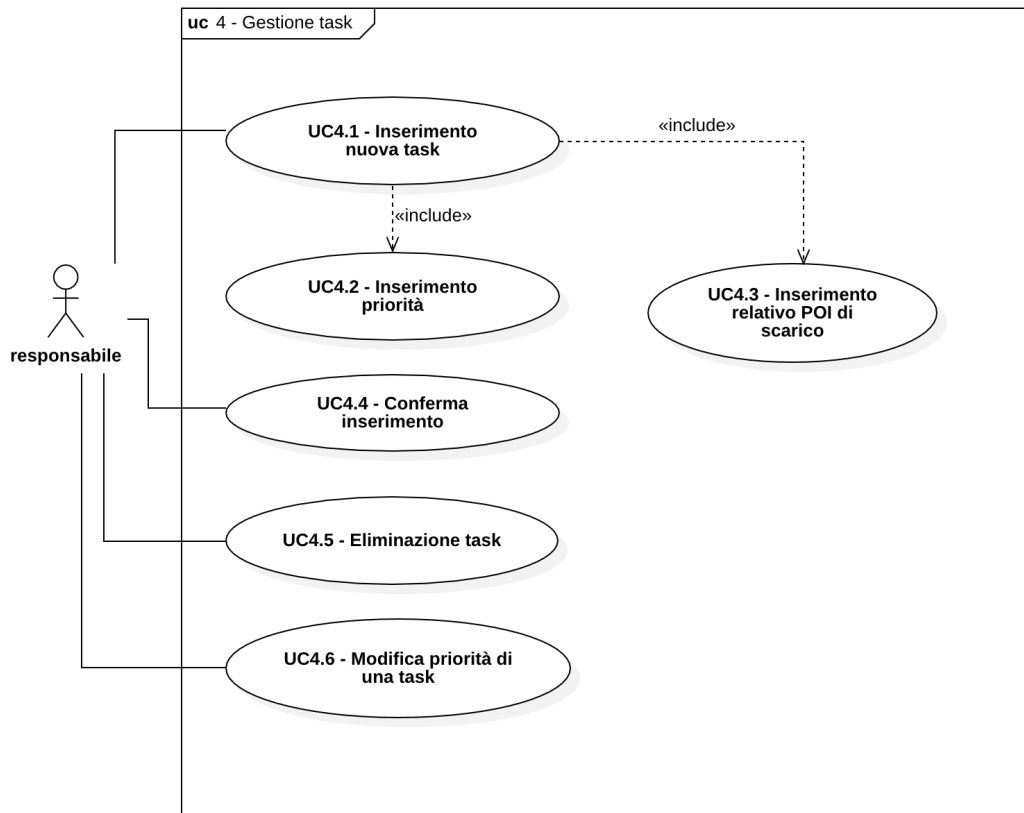 uc 4 - Gestione task
UC4.1 - Inserimento
nuova task
«include»
«include»
UC4.2 - Inserimento
priorità
UC4.3 - Inserimento
relativo POI di
scarico
responsabile
UC4.4 - Conferma
inserimento
UC4.5 - Eliminazione task
UC4.6 - Modifica priorità di
una task